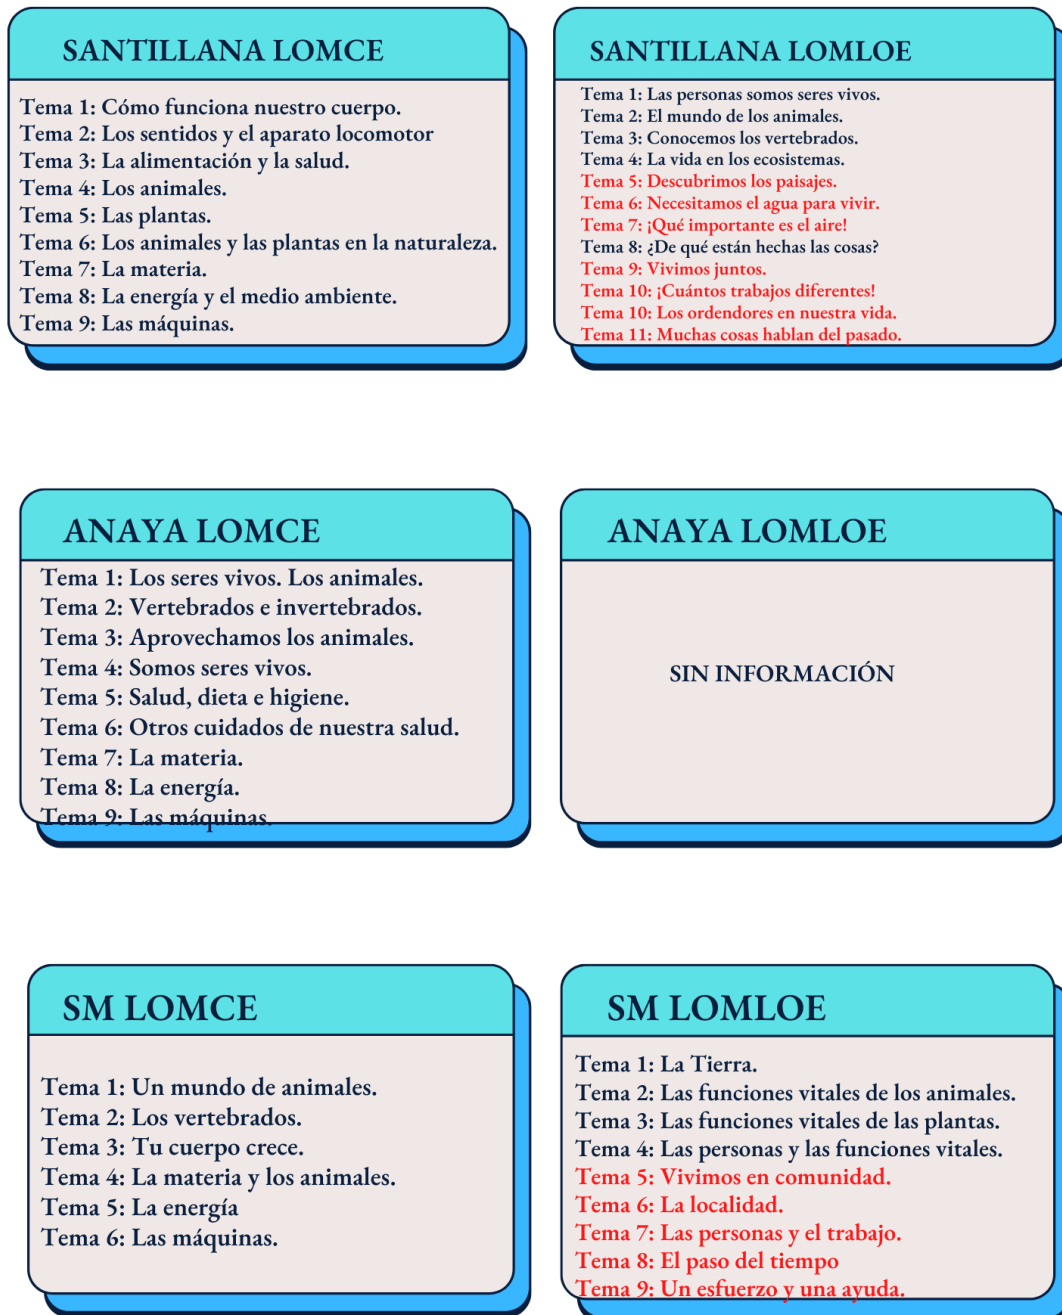 SANTILLANA LOMCE
Tema 1: Cómo funciona nuestro cuerpo.
Tema 2: Los sentidos y el aparato locomotor
Tema 3: La alimentación y la salud.
Tema 4: Los animales.
Tema 5: Las plantas.
Tema 6: Los animales y las plantas en la naturaleza.
Tema 7: La materia.
Tema 8: La energía y el medio ambiente.
Tema 9: Las máquinas.
SANTILLANA LOMLOE
Tema 1: Las personas somos seres vivos.
Tema 2: El mundo de los animales.
Tema 3: Conocemos los vertebrados.
Tema 4: La vida en los ecosistemas.
Tema 5: Descubrimos los paisajes.
Tema 6: Necesitamos el agua para vivir.
Tema 7: ¡Qué importante es el aire!
Tema 8: ¿De qué están hechas las cosas?
Tema 9: Vivimos juntos.
Tema 10: ¡Cuántos trabajos diferentes!
Tema 10: Los ordendores en nuestra vida.
Tema 11: Muchas cosas hablan del pasado.
ANAYA LOMCE
Tema 1: Los seres vivos. Los animales.
Tema 2: Vertebrados e invertebrados.
Tema 3: Aprovechamos los animales.
Tema 4: Somos seres vivos.
Tema 5: Salud, dieta e higiene.
Tema 6: Otros cuidados de nuestra salud.
Tema 7: La materia.
Tema 8: La energía.
Tema 9: Las máquinas.
ANAYA LOMLOE
SIN INFORMACIÓN
SM LOMCE
Tema 1: Un mundo de animales.
Tema 2: Los vertebrados.
Tema 3: Tu cuerpo crece.
Tema 4: La materia y los animales.
Tema 5: La energía
Tema 6: Las máquinas.
SM LOMLOE
Tema 1: La Tierra.
Tema 2: Las funciones vitales de los animales.
Tema 3: Las funciones vitales de las plantas.
Tema 4: Las personas y las funciones vitales.
Tema 5: Vivimos en comunidad.
Tema 6: La localidad.
Tema 7: Las personas y el trabajo.
Tema 8: El paso del tiempo
Tema 9: Un esfuerzo y una ayuda.